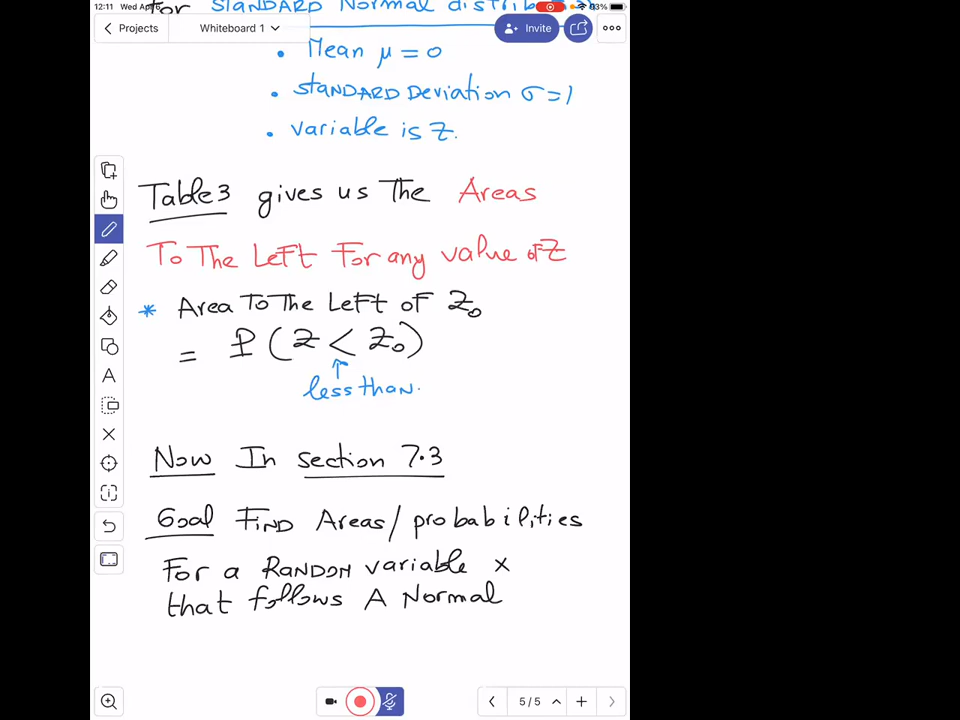 12:11 Wed Apr
for STANDARD Normal distrib
93%
Projects
Whiteboard 1
Invite
• Mean μ = 0
• STANDARD Deviation σ = 1
• variable is Z.
Table 3 gives us The Areas
To The Left For any value of Z
* Area To The Left of Z₀
= P(Z < Z₀)
↑
less than.
Now In section 7.3
Goal FIND Areas / probabilities
For a RANDOM variable x
that follows A Normal
A
5/5